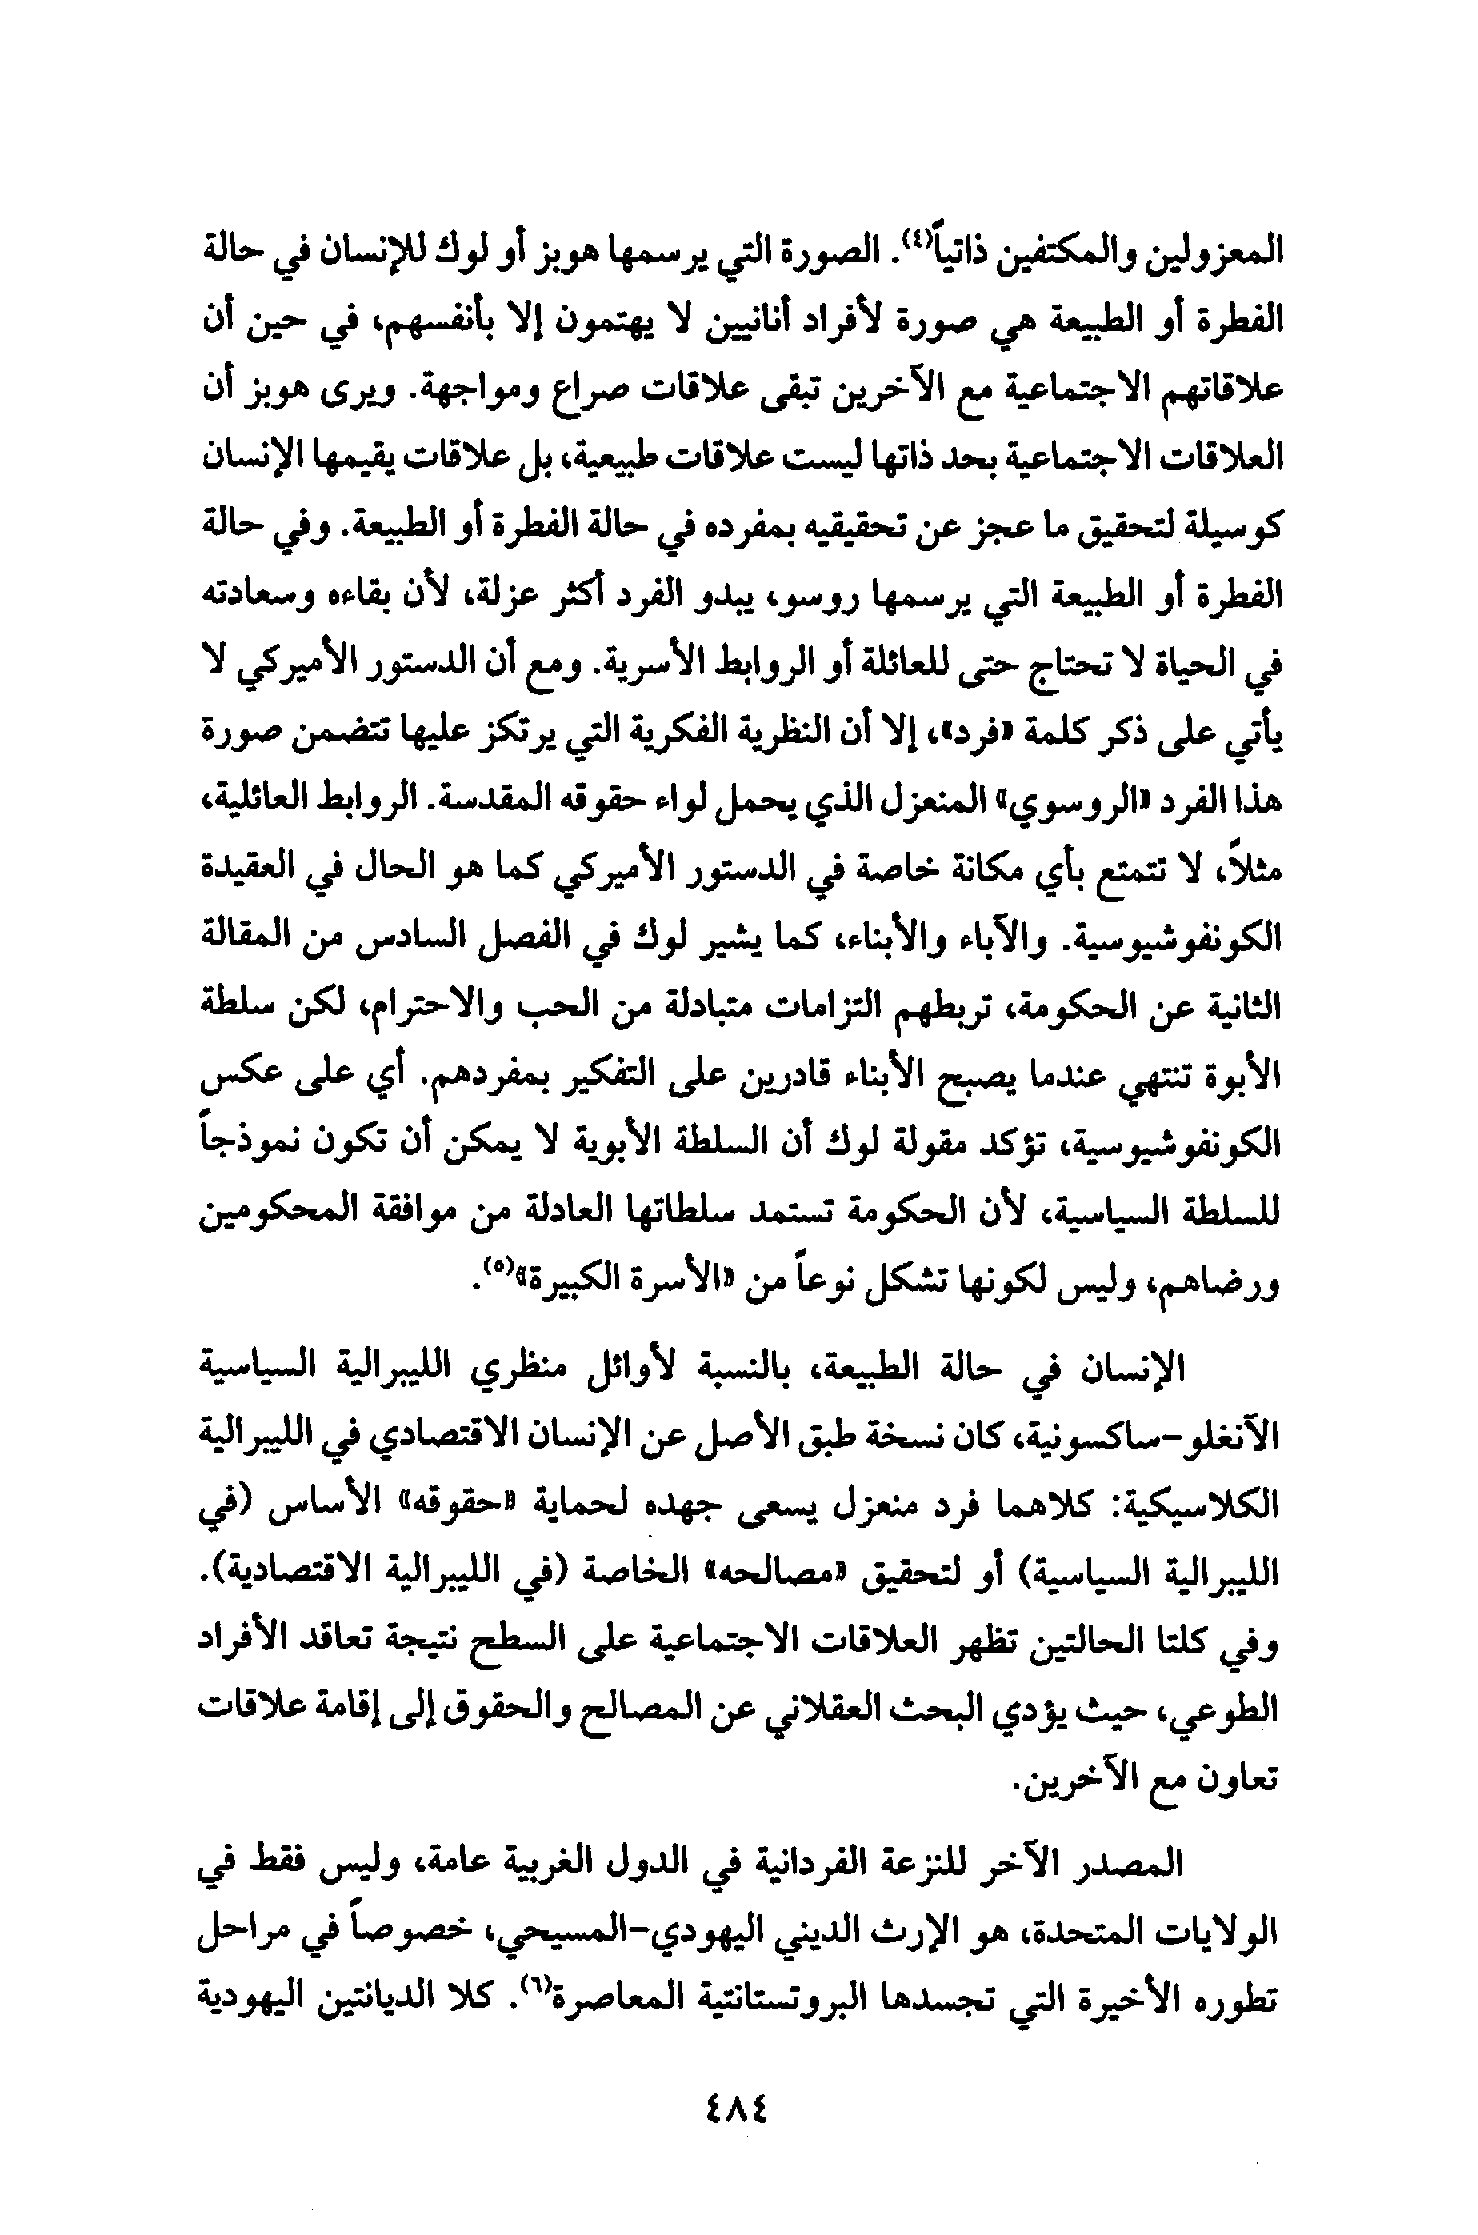 المعزولين والمكتفين ذاتياً(٤). الصورة التي يرسمها هوبز أو لوك للإنسان في حالة
الفطرة أو الطبيعة هي صورة لأفراد أنانيين لا يهتمون إلا بأنفسهم، في حين أن
علاقاتهم الاجتماعية مع الآخرين تبقى علاقات صراع ومواجهة. ويرى هوبز أن
العلاقات الاجتماعية بحد ذاتها ليست علاقات طبيعية، بل علاقات يقيمها الإنسان
كوسيلة لتحقيق ما عجز عن تحقيقيه بمفرده في حالة الفطرة أو الطبيعة. وفي حالة
الفطرة أو الطبيعة التي يرسمها روسو، يبدو الفرد أكثر عزلة، لأن بقاءه وسعادته
في الحياة لا تحتاج حتى للعائلة أو الروابط الأسرية. ومع أن الدستور الأميركي لا
يأتي على ذكر كلمة «فرد»، إلا أن النظرية الفكرية التي يرتكز عليها تتضمن صورة
هذا الفرد «الروسوي» المنعزل الذي يحمل لواء حقوقه المقدسة. الروابط العائلية،
مثلاً، لا تتمتع بأي مكانة خاصة في الدستور الأميركي كما هو الحال في العقيدة
الكونفوشيوسية. والآباء والأبناء، كما يشير لوك في الفصل السادس من المقالة
الثانية عن الحكومة، تربطهم التزامات متبادلة من الحب والاحترام، لكن سلطة
الأبوة تنتهي عندما يصبح الأبناء قادرين على التفكير بمفردهم. أي على عكس
الكونفوشيوسية، تؤكد مقولة لوك أن السلطة الأبوية لا يمكن أن تكون نموذجاً
للسلطة السياسية، لأن الحكومة تستمد سلطاتها العادلة من موافقة المحكومين
ورضاهم، وليس لكونها تشكل نوعاً من «الأسرة الكبيرة»(٥).
الإنسان في حالة الطبيعة، بالنسبة لأوائل منظري الليبرالية السياسية
الآنغلو-ساكسونية، كان نسخة طبق الأصل عن الإنسان الاقتصادي في الليبرالية
الكلاسيكية: كلاهما فرد منعزل يسعى جهده لحماية «حقوقه» الأساس (في
الليبرالية السياسية) أو لتحقيق «مصالحه» الخاصة (في الليبرالية الاقتصادية).
وفي كلتا الحالتين تظهر العلاقات الاجتماعية على السطح نتيجة تعاقد الأفراد
الطوعي، حيث يؤدي البحث العقلاني عن المصالح والحقوق إلى إقامة علاقات
تعاون مع الآخرين.
المصدر الآخر للنزعة الفردانية في الدول الغربية عامة، وليس فقط في
الولايات المتحدة، هو الإرث الديني اليهودي-المسيحي، خصوصاً في مراحل
تطوره الأخيرة التي تجسدها البروتستانتية المعاصرة(٦). كلا الديانتين اليهودية
٤٨٤